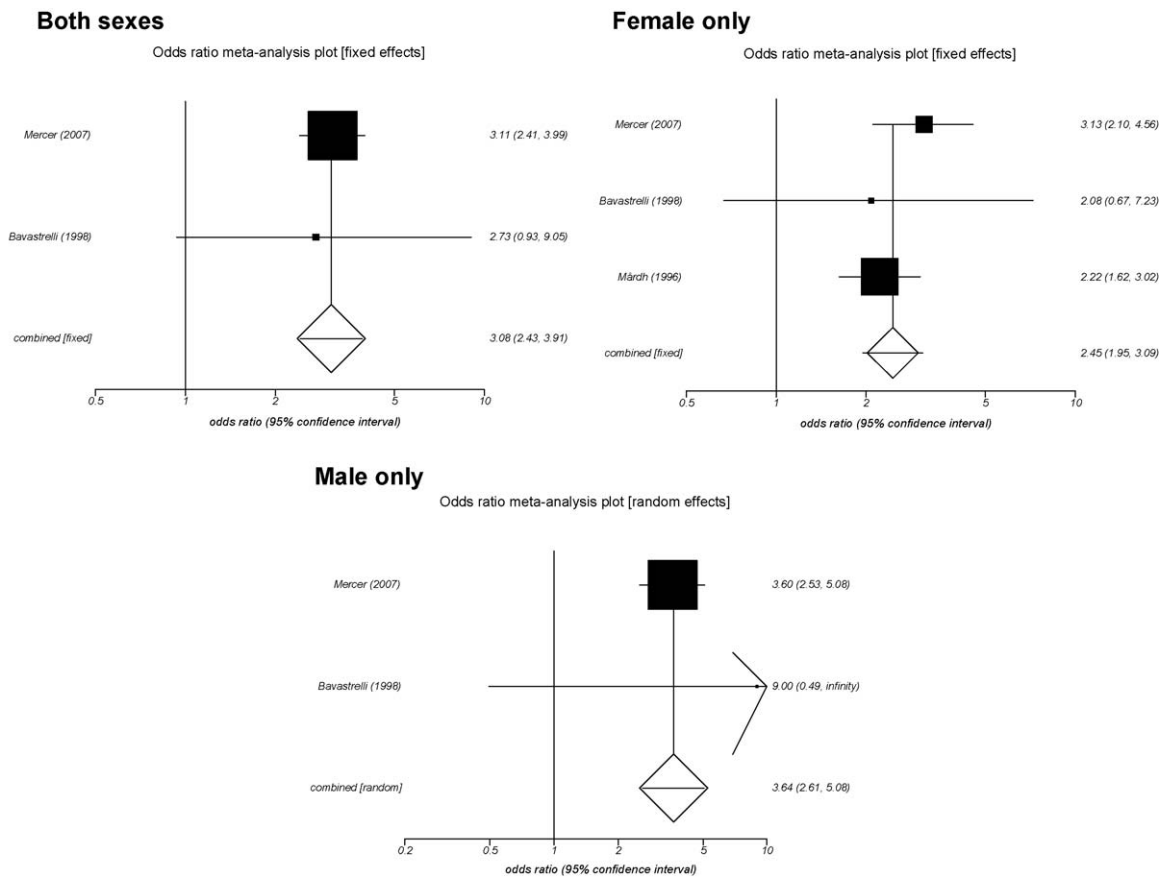 Both sexes
Odds ratio meta-analysis plot [fixed effects]
Mercer (2007) 3.11 (2.41, 3.99)
Bavastrelli (1998) 2.73 (0.93, 9.05)
combined [fixed] 3.08 (2.43, 3.91)
0.5 1 2 5 10
odds ratio (95% confidence interval)
Female only
Odds ratio meta-analysis plot [fixed effects]
Mercer (2007) 3.13 (2.10, 4.56)
Bavastrelli (1998) 2.08 (0.67, 7.23)
Màrdh (1996) 2.22 (1.62, 3.02)
combined [fixed] 2.45 (1.95, 3.09)
0.5 1 2 5 10
odds ratio (95% confidence interval)
Male only
Odds ratio meta-analysis plot [random effects]
Mercer (2007) 3.60 (2.53, 5.08)
Bavastrelli (1998) 9.00 (0.49, infinity)
combined [random] 3.64 (2.61, 5.08)
0.2 0.5 1 2 5 10
odds ratio (95% confidence interval)